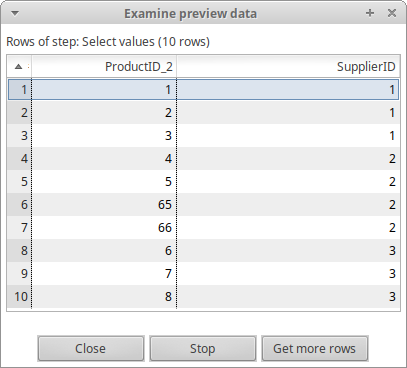 Examine preview data
Rows of step: Select values (10 rows)
ProductID_2 SupplierID
1 1 1
2 2 1
3 3 1
4 4 2
5 5 2
6 65 2
7 66 2
8 6 3
9 7 3
10 8 3
Close Stop Get more rows